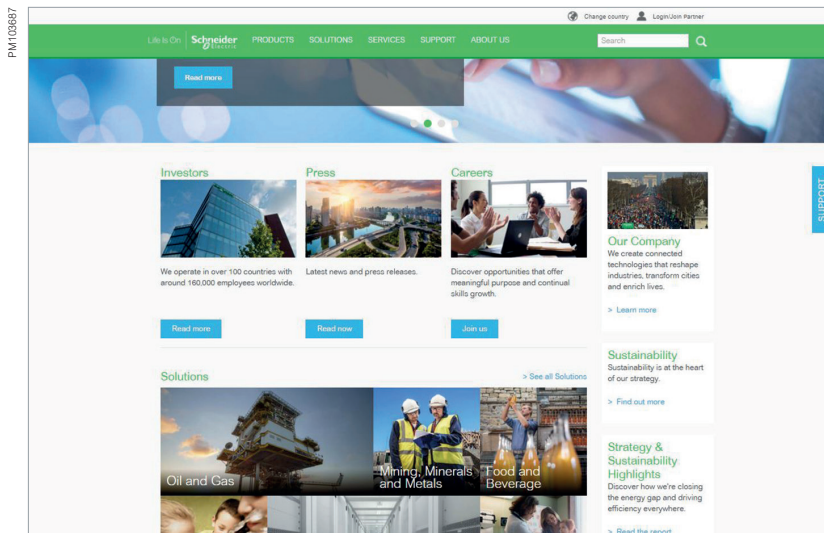 PM103687
Change country
Login/Join Partner
Life Is On Schneider Electric
PRODUCTS
SOLUTIONS
SERVICES
SUPPORT
ABOUT US
Search
Read more
Investors
Press
Careers
We operate in over 100 countries with
around 160,000 employees worldwide.
Latest news and press releases.
Discover opportunities that offer
meaningful purpose and continual
skills growth.
Read more
Read now
Join us
Our Company
We create connected
technologies that reshape
industries, transform cities
and enrich lives.
> Learn more
SUPPORT
Solutions
> See all Solutions
Oil and Gas
Mining, Minerals
and Metals
Food and
Beverage
Sustainability
Sustainability is at the heart
of our strategy.
> Find out more
Strategy &
Sustainability
Highlights
Discover how we're closing
the energy gap and driving
efficiency everywhere.
> Read the report